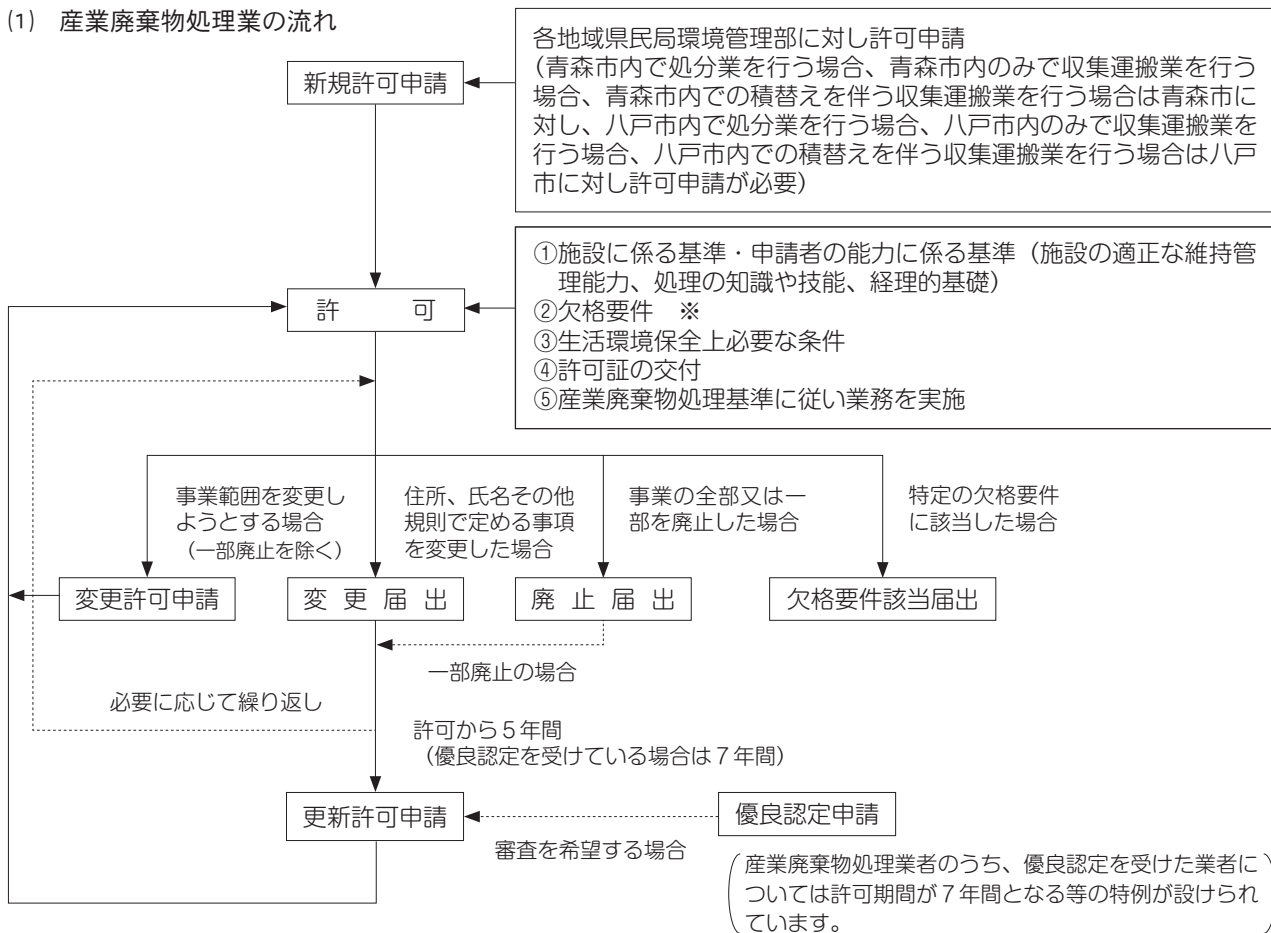 ⑴　産業廃棄物処理業の流れ
新規許可申請
各地域県民局環境管理部に対し許可申請
（青森市内で処分業を行う場合、青森市内のみで収集運搬業を行う
場合、青森市内での積替えを伴う収集運搬業を行う場合は青森市に
対し、八戸市内で処分業を行う場合、八戸市内のみで収集運搬業を
行う場合、八戸市内での積替えを伴う収集運搬業を行う場合は八戸
市に対し許可申請が必要）
許　　可
①施設に係る基準・申請者の能力に係る基準（施設の適正な維持管
理能力、処理の知識や技能、経理的基礎）
②欠格要件　※
③生活環境保全上必要な条件
④許可証の交付
⑤産業廃棄物処理基準に従い業務を実施
事業範囲を変更し
ようとする場合
（一部廃止を除く）
住所、氏名その他
規則で定める事項
を変更した場合
事業の全部又は一
部を廃止した場合
特定の欠格要件
に該当した場合
変更許可申請
変更届出
廃止届出
欠格要件該当届出
一部廃止の場合
必要に応じて繰り返し
許可から５年間
（優良認定を受けている場合は７年間）
更新許可申請
優良認定申請
審査を希望する場合
（産業廃棄物処理業者のうち、優良認定を受けた業者に
ついては許可期間が７年間となる等の特例が設けられ
ています。）